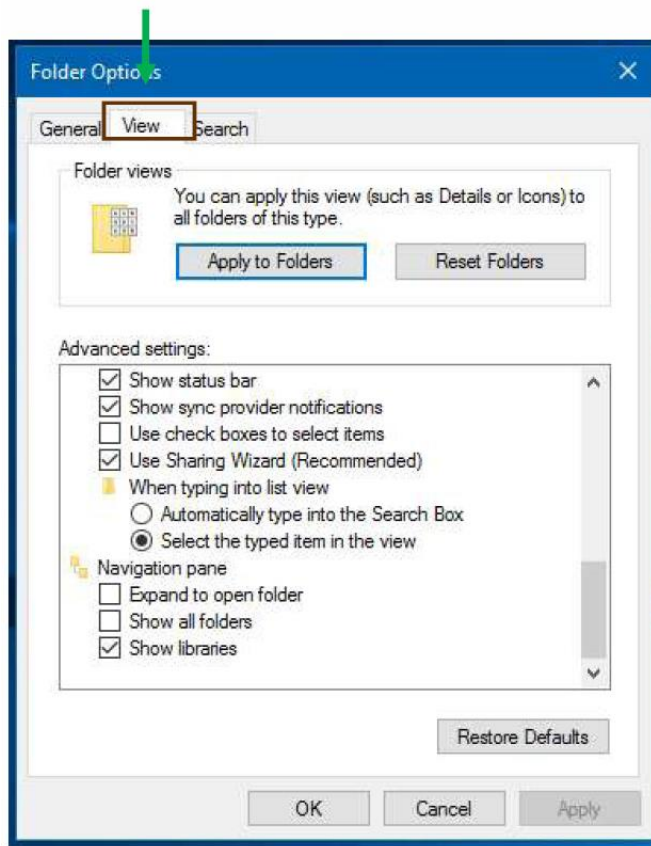 Folder Options
General View Search
Folder views
You can apply this view (such as Details or Icons) to
all folders of this type.
Apply to Folders Reset Folders
Advanced settings:
Show status bar
Show sync provider notifications
Use check boxes to select items
Use Sharing Wizard (Recommended)
When typing into list view
Automatically type into the Search Box
Select the typed item in the view
Navigation pane
Expand to open folder
Show all folders
Show libraries
Restore Defaults
OK Cancel Apply